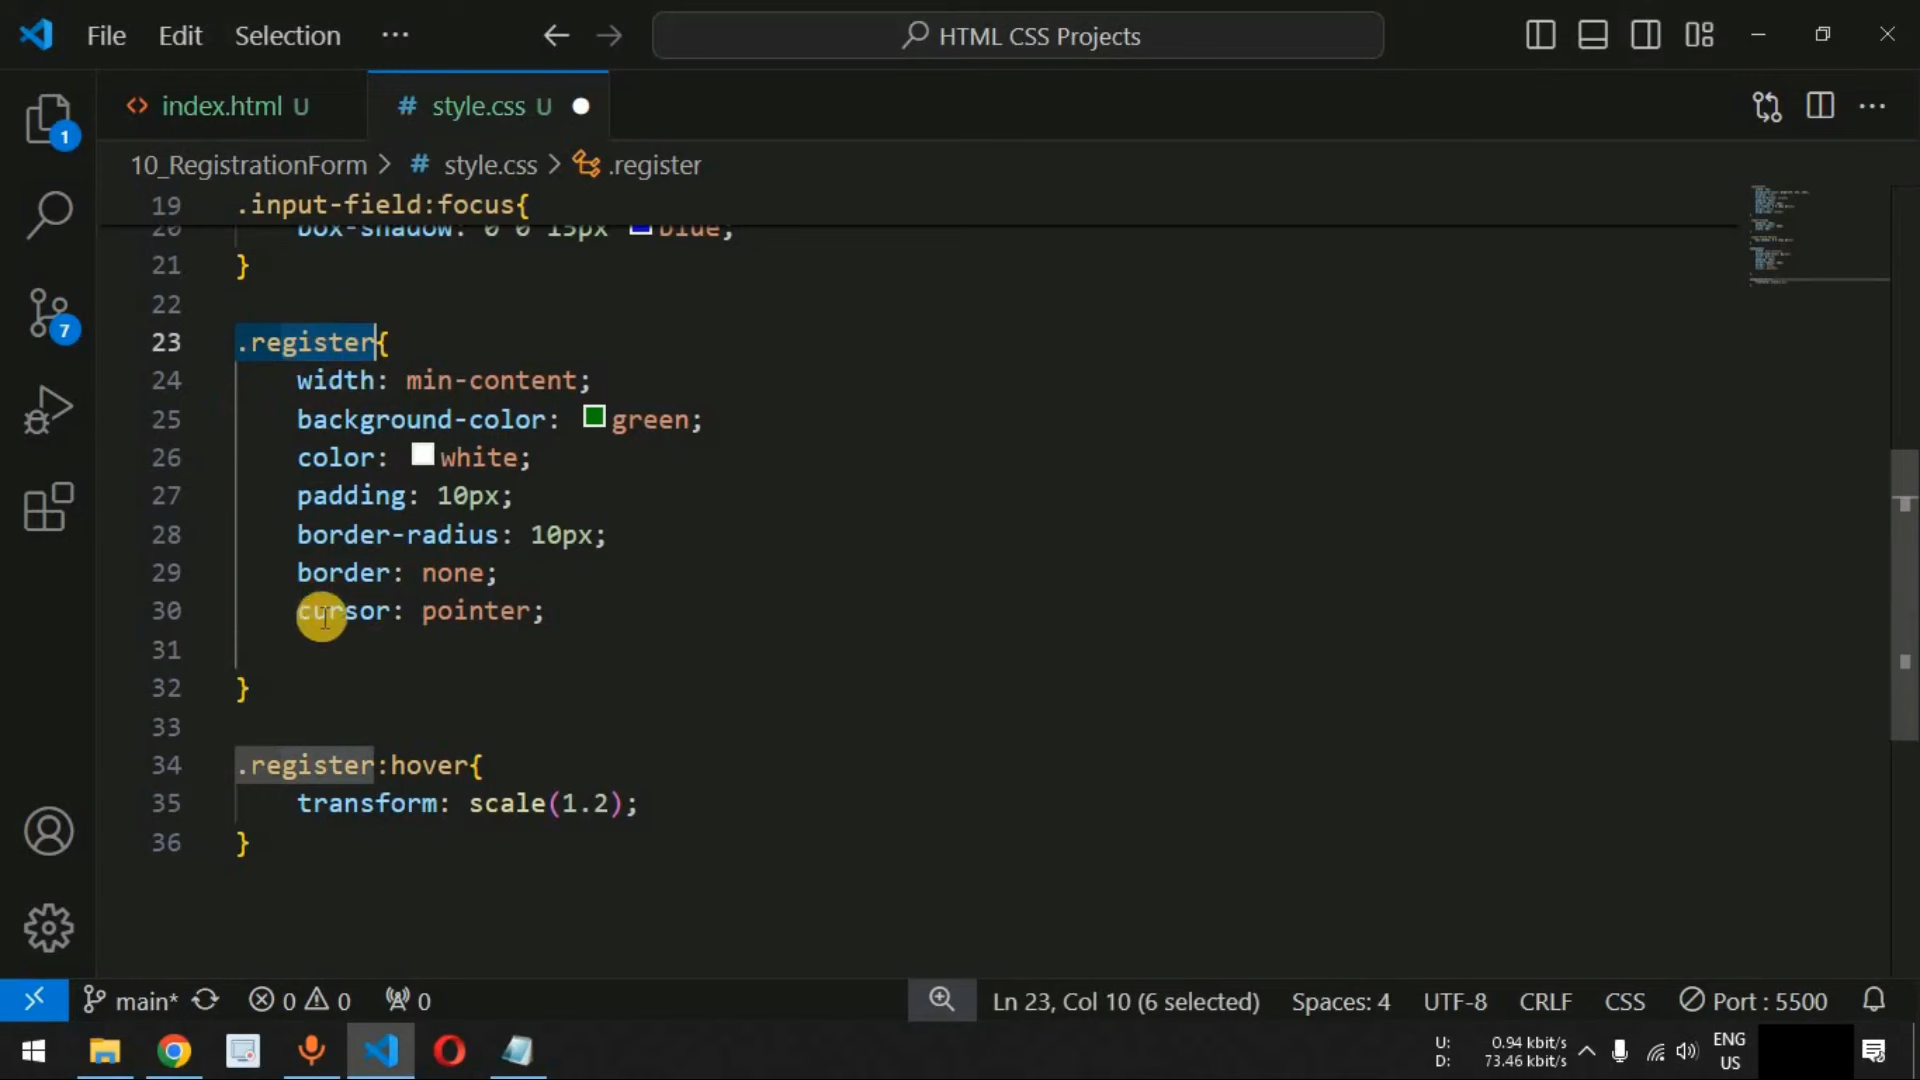 File Edit Selection ··· HTML CSS Projects
index.html U # style.css U
10_RegistrationForm > # style.css > .register
19 .input-field:focus{
20 box-shadow: 0 0 15px blue;
21 }
22
23 .register{
24 width: min-content;
25 background-color: green;
26 color: white;
27 padding: 10px;
28 border-radius: 10px;
29 border: none;
30 cursor: pointer;
31
32 }
33
34 .register:hover{
35 transform: scale(1.2);
36 }
1
7
main* 0 0 0 Ln 23, Col 10 (6 selected) Spaces: 4 UTF-8 CRLF CSS Port : 5500
U: 0.94 kbit/s ENG
D: 73.46 kbit/s US